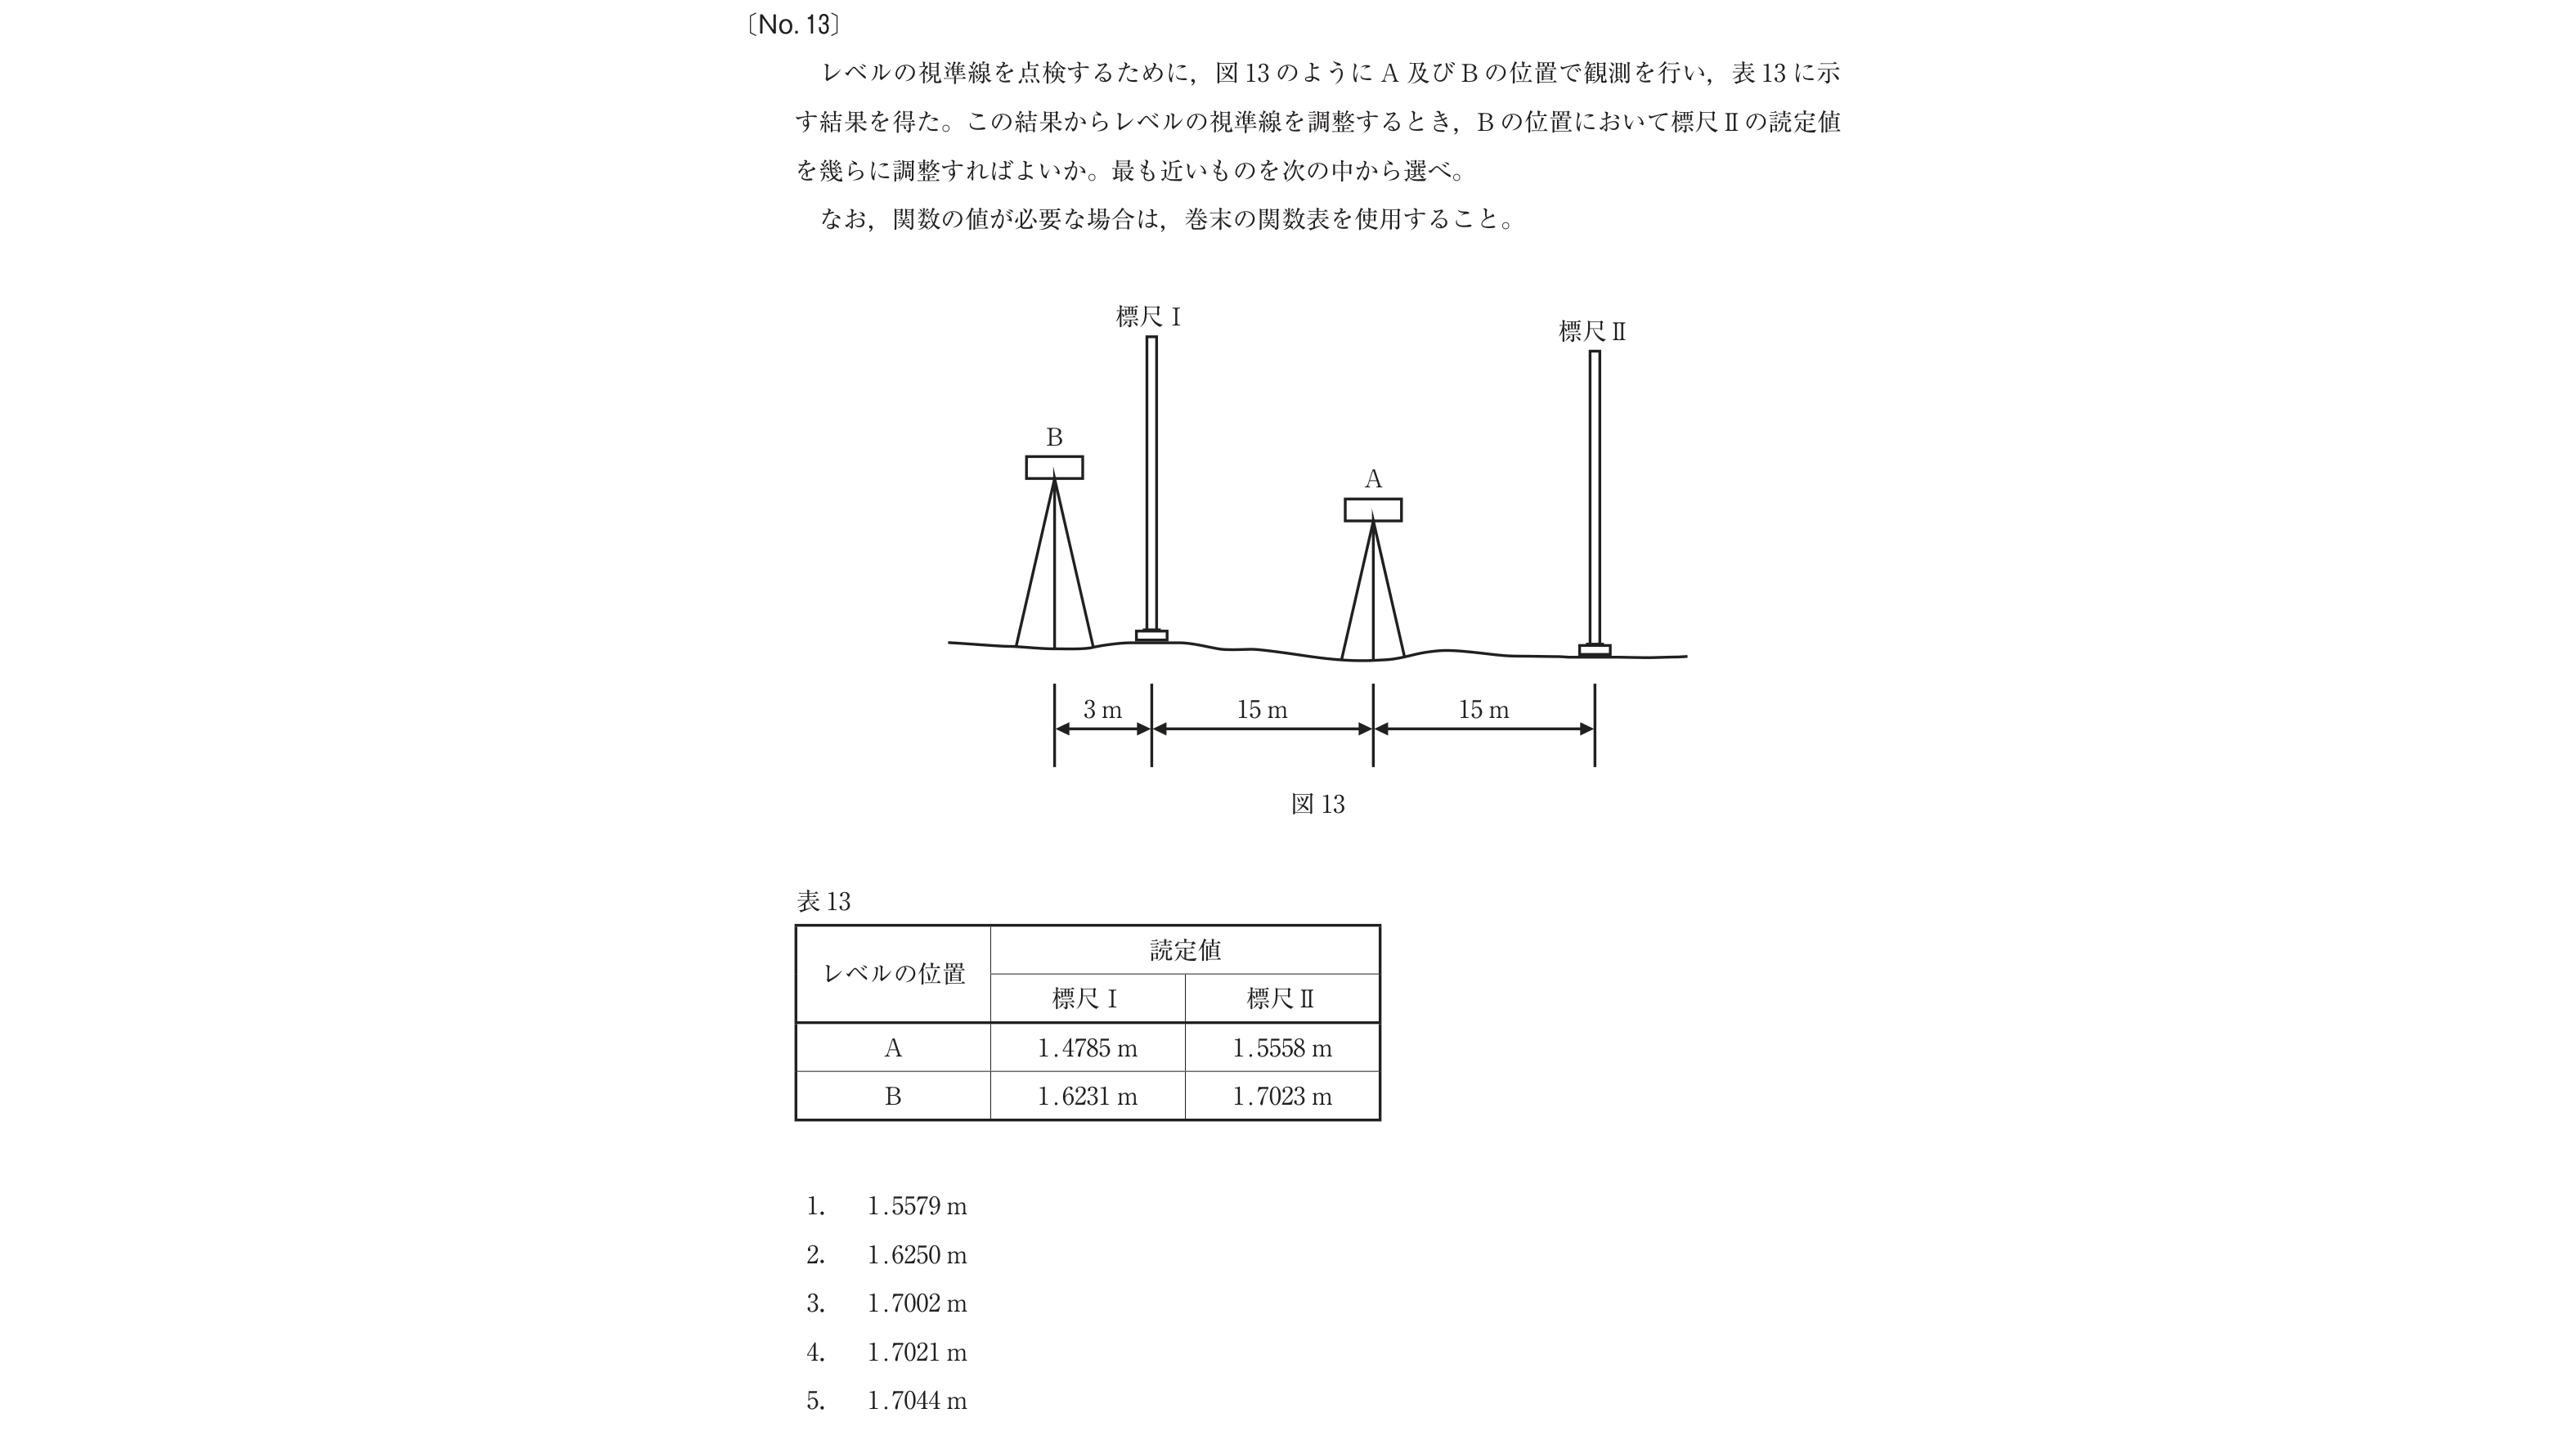 〔No. 13〕
レベルの視準線を点検するために，図 13 のように A 及び B の位置で観測を行い，表 13 に示
す結果を得た。この結果からレベルの視準線を調整するとき，B の位置において標尺Ⅱの読定値
を幾らに調整すればよいか。最も近いものを次の中から選べ。
なお，関数の値が必要な場合は，巻末の関数表を使用すること。
標尺Ⅰ
標尺Ⅱ
B
A
3 m
15 m
15 m
図 13
表 13
レベルの位置
読定値
標尺Ⅰ
標尺Ⅱ
A
1.4785 m
1.5558 m
B
1.6231 m
1.7023 m
1. 1.5579 m
2. 1.6250 m
3. 1.7002 m
4. 1.7021 m
5. 1.7044 m